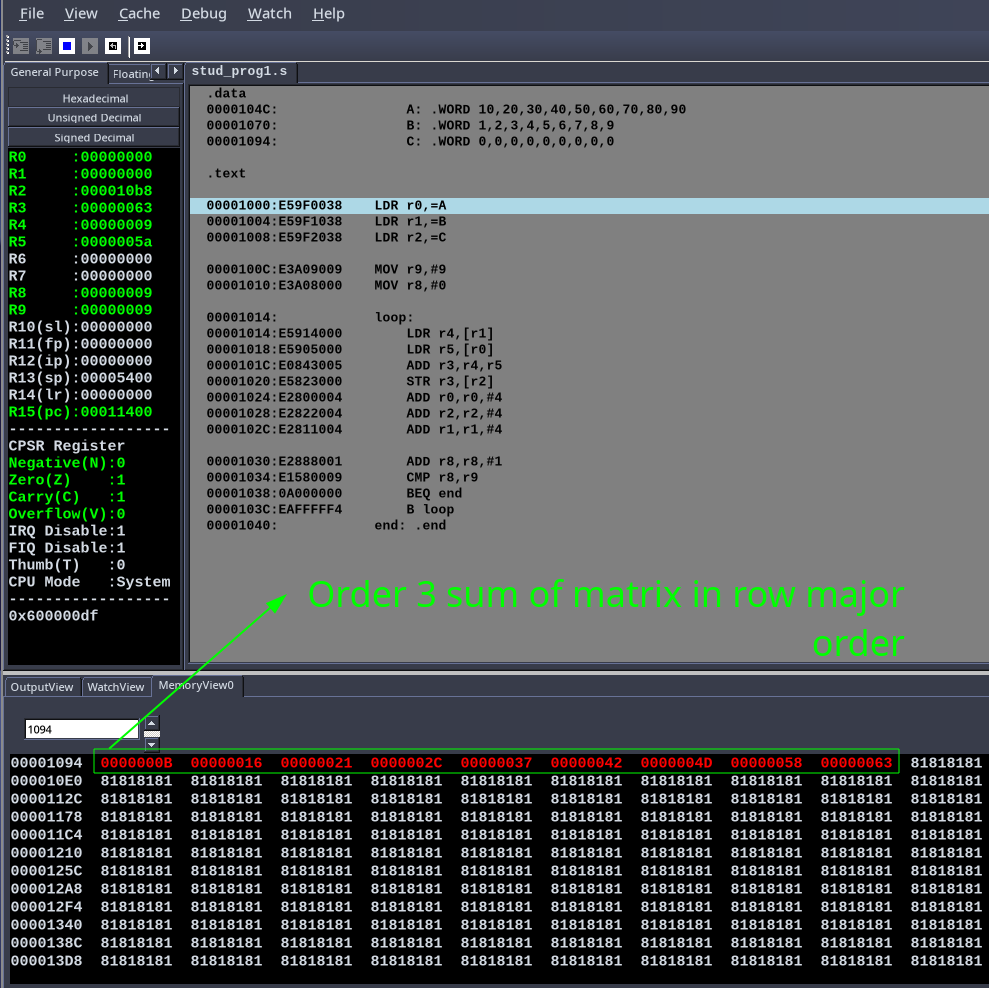 File View Cache Debug Watch Help
General Purpose Floatin stud_prog1.s
Hexadecimal
Unsigned Decimal
Signed Decimal
R0 :00000000
R1 :00000000
R2 :000010b8
R3 :00000063
R4 :00000009
R5 :0000005a
R6 :00000000
R7 :00000000
R8 :00000009
R9 :00000009
R10(sl):00000000
R11(fp):00000000
R12(ip):00000000
R13(sp):00005400
R14(lr):00000000
R15(pc):00011400
------------------
CPSR Register
Negative(N):0
Zero(Z) :1
Carry(C) :1
Overflow(V):0
IRQ Disable:1
FIQ Disable:1
Thumb(T) :0
CPU Mode :System
------------------
0x600000df
.data
0000104C: A: .WORD 10,20,30,40,50,60,70,80,90
00001070: B: .WORD 1,2,3,4,5,6,7,8,9
00001094: C: .WORD 0,0,0,0,0,0,0,0,0
.text
00001000:E59F0038 LDR r0,=A
00001004:E59F1038 LDR r1,=B
00001008:E59F2038 LDR r2,=C
0000100C:E3A09009 MOV r9,#9
00001010:E3A08000 MOV r8,#0
00001014: loop:
00001014:E5914000 LDR r4,[r1]
00001018:E5905000 LDR r5,[r0]
0000101C:E0843005 ADD r3,r4,r5
00001020:E5823000 STR r3,[r2]
00001024:E2800004 ADD r0,r0,#4
00001028:E2822004 ADD r2,r2,#4
0000102C:E2811004 ADD r1,r1,#4
00001030:E2888001 ADD r8,r8,#1
00001034:E1580009 CMP r8,r9
00001038:0A000000 BEQ end
0000103C:EAFFFFF4 B loop
00001040: end: .end
Order 3 sum of matrix in row major
order
OutputView WatchView MemoryView0
1094
00001094 0000000B 00000016 00000021 0000002C 00000037 00000042 0000004D 00000058 00000063 81818181
000010E0 81818181 81818181 81818181 81818181 81818181 81818181 81818181 81818181 81818181 81818181
0000112C 81818181 81818181 81818181 81818181 81818181 81818181 81818181 81818181 81818181 81818181
00001178 81818181 81818181 81818181 81818181 81818181 81818181 81818181 81818181 81818181 81818181
000011C4 81818181 81818181 81818181 81818181 81818181 81818181 81818181 81818181 81818181 81818181
00001210 81818181 81818181 81818181 81818181 81818181 81818181 81818181 81818181 81818181 81818181
0000125C 81818181 81818181 81818181 81818181 81818181 81818181 81818181 81818181 81818181 81818181
000012A8 81818181 81818181 81818181 81818181 81818181 81818181 81818181 81818181 81818181 81818181
000012F4 81818181 81818181 81818181 81818181 81818181 81818181 81818181 81818181 81818181 81818181
00001340 81818181 81818181 81818181 81818181 81818181 81818181 81818181 81818181 81818181 81818181
0000138C 81818181 81818181 81818181 81818181 81818181 81818181 81818181 81818181 81818181 81818181
000013D8 81818181 81818181 81818181 81818181 81818181 81818181 81818181 81818181 81818181 81818181